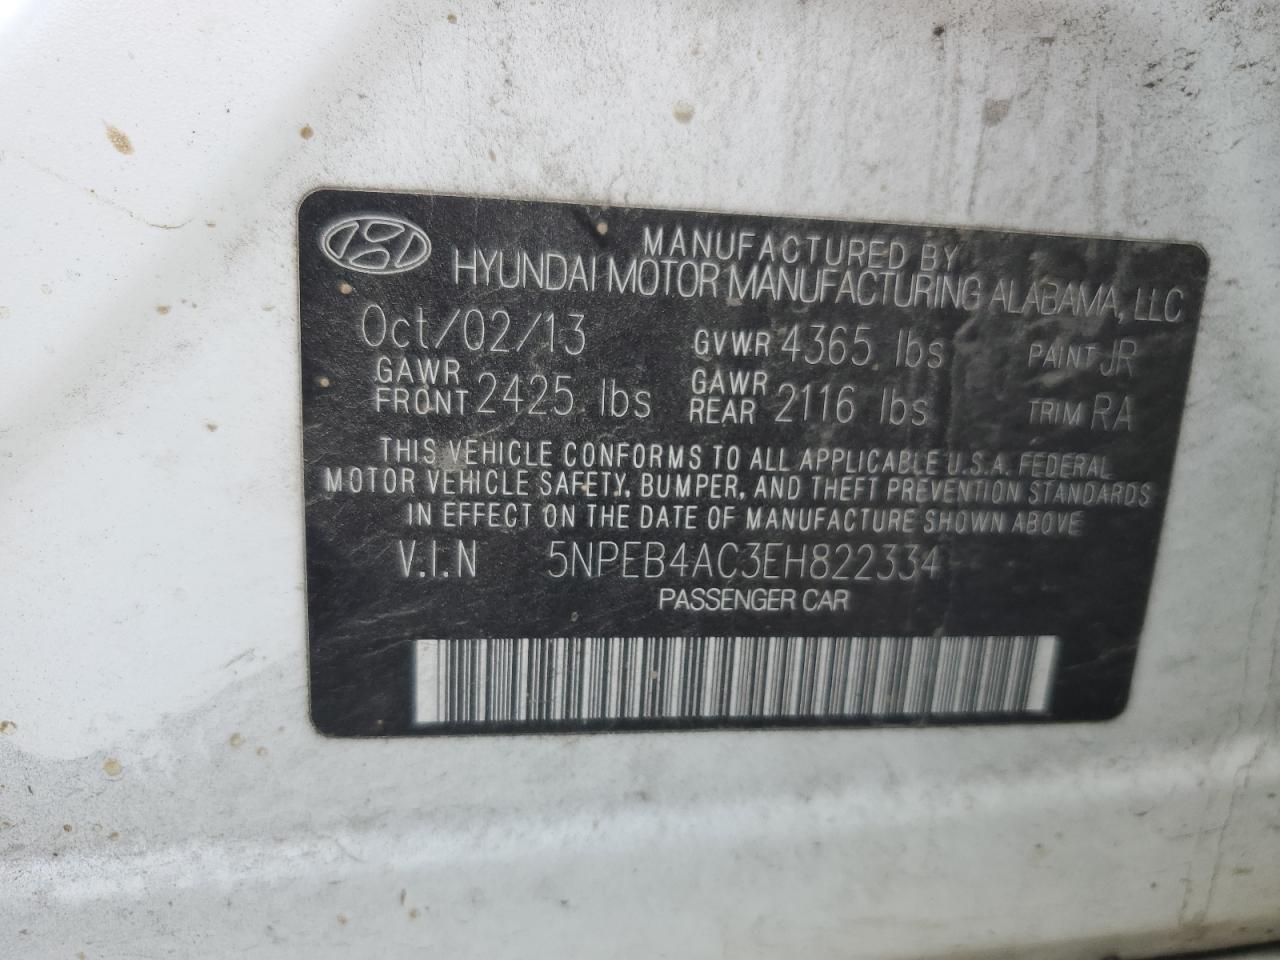 MANUFACTURED BY
HYUNDAI MOTOR MANUFACTURING ALABAMA, LLC
Oct/02/13 GVWR 4365 lbs PAINT JR
GAWR FRONT 2425 lbs GAWR REAR 2116 lbs TRIM RA
THIS VEHICLE CONFORMS TO ALL APPLICABLE U.S.A. FEDERAL
MOTOR VEHICLE SAFETY, BUMPER, AND THEFT PREVENTION STANDARDS
IN EFFECT ON THE DATE OF MANUFACTURE SHOWN ABOVE
V.I.N 5NPEB4AC3EH822334
PASSENGER CAR